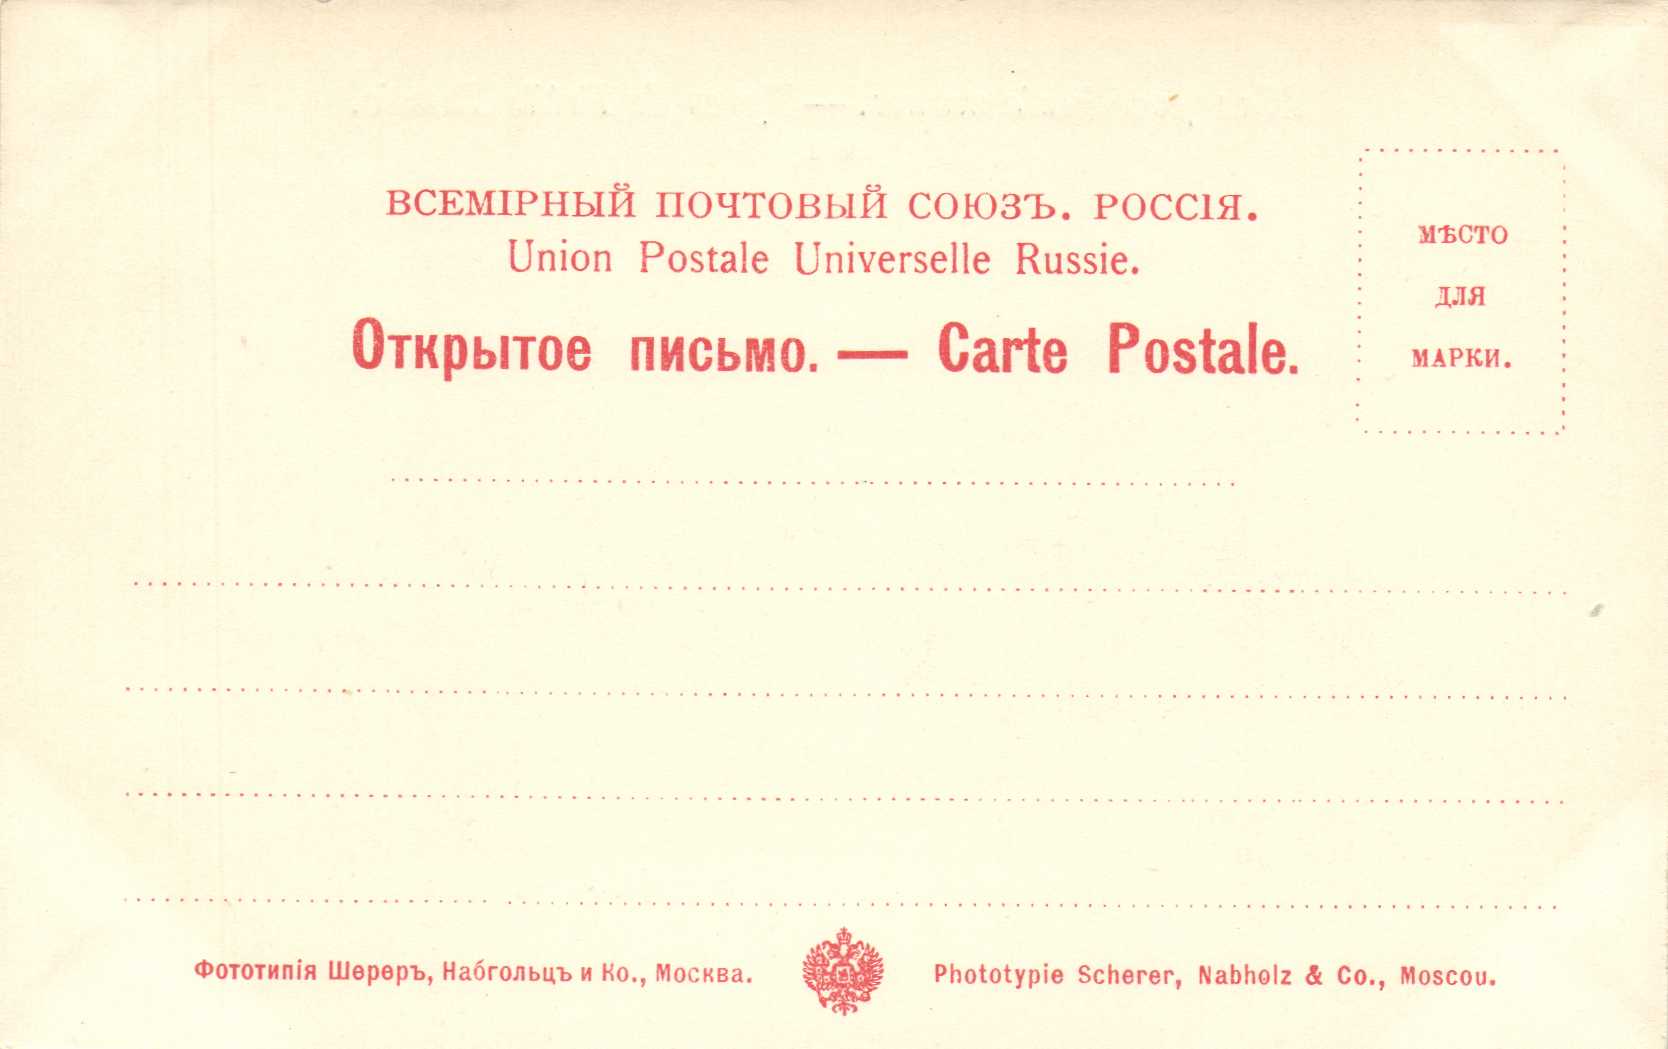 ВСЕМІРНЫЙ ПОЧТОВЫЙ СОЮЗЪ. РОССІЯ.
Union Postale Universelle Russie.
Открытое письмо. — Carte Postale.
МѢСТО
ДЛЯ
МАРКИ.
Фототипія Шереръ, Набгольцъ и Ко., Москва.
Phototypie Scherer, Nabholz & Co., Moscou.